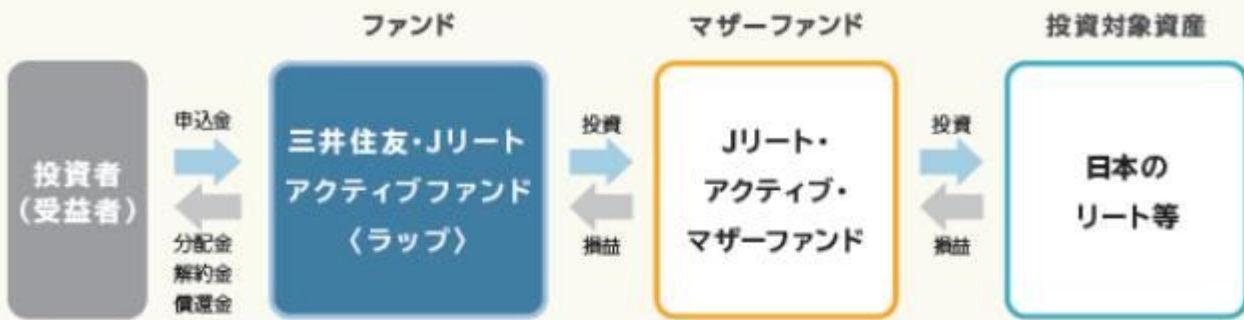 ファンド
マザーファンド
投資対象資産
投資者
(受益者)
申込金
分配金
解約金
償還金
三井住友・Jリート
アクティブファンド
〈ラップ〉
投資
損益
Jリート・
アクティブ・
マザーファンド
投資
損益
日本の
リート等